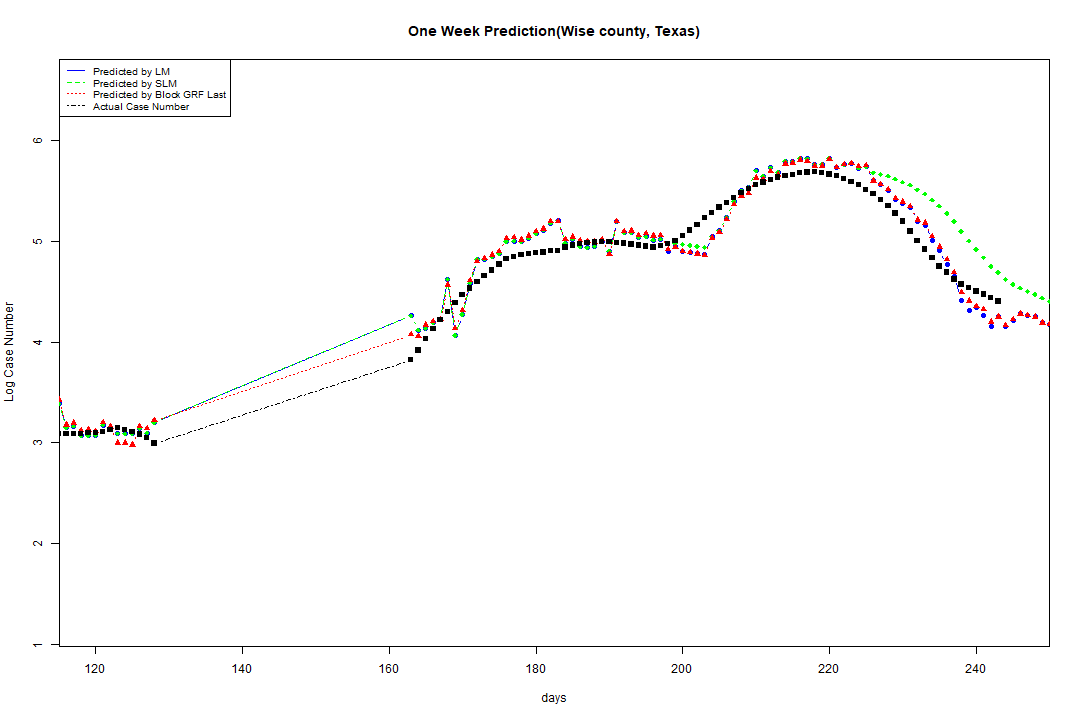 One Week Prediction(Wise county, Texas)
Predicted by LM
Predicted by SLM
Predicted by Block GRF Last
Actual Case Number
6
5
4
3
2
1
Log Case Number
120 140 160 180 200 220 240
days